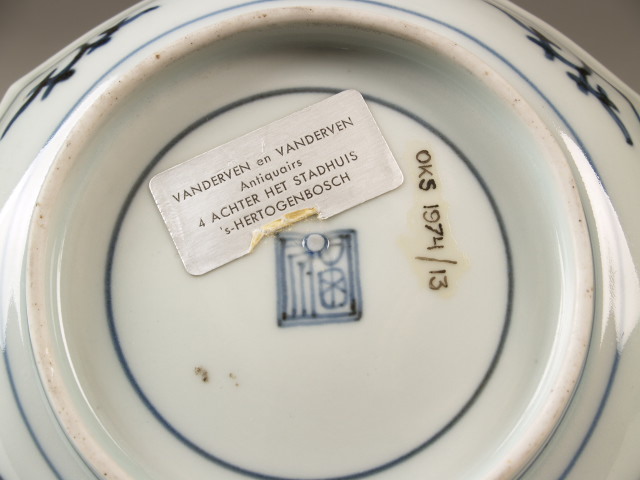 VANDERVEN en VANDERVEN
Antiquairs
4 ACHTER HET STADHUIS
's-HERTOGENBOSCH
OKS 1974/13